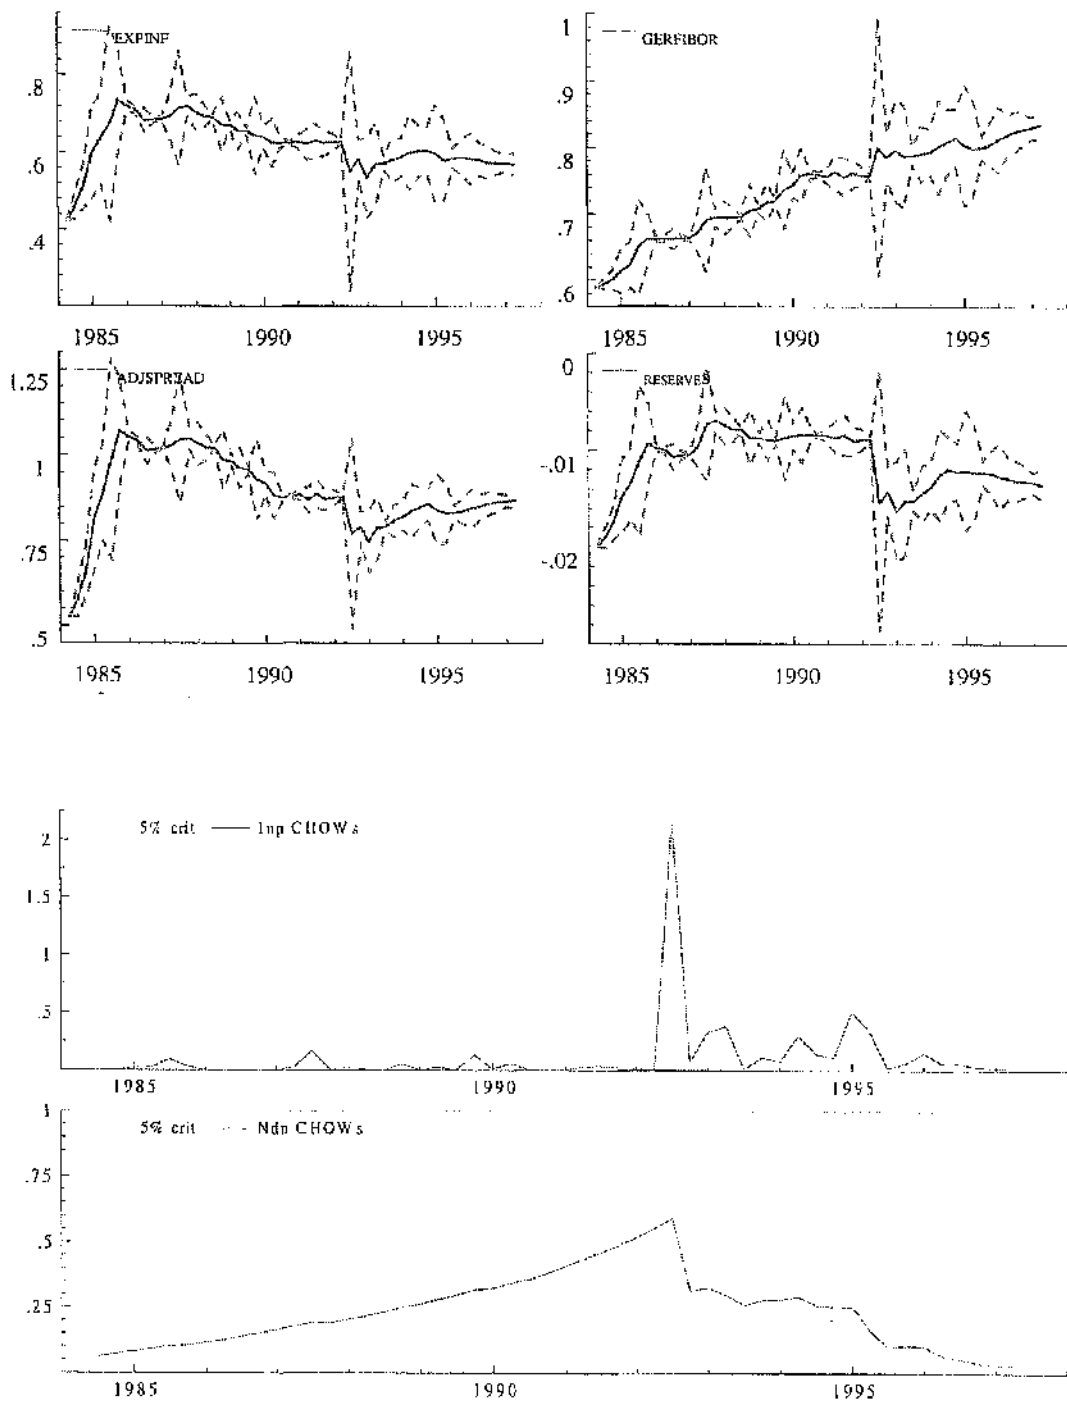 EXPINF
.8
.6
.4
1985 1990 1995
GERFIBOR
1
.9
.8
.7
.6
1985 1990 1995
ADJSPREAD
1.25
1
.75
.5
1985 1990 1995
RESERVES
0
-.01
-.02
1985 1990 1995
5% crit 1up CHOWs
2
1.5
1
.5
1985 1990 1995
5% crit Ndn CHOWs
1
.75
.5
.25
1985 1990 1995